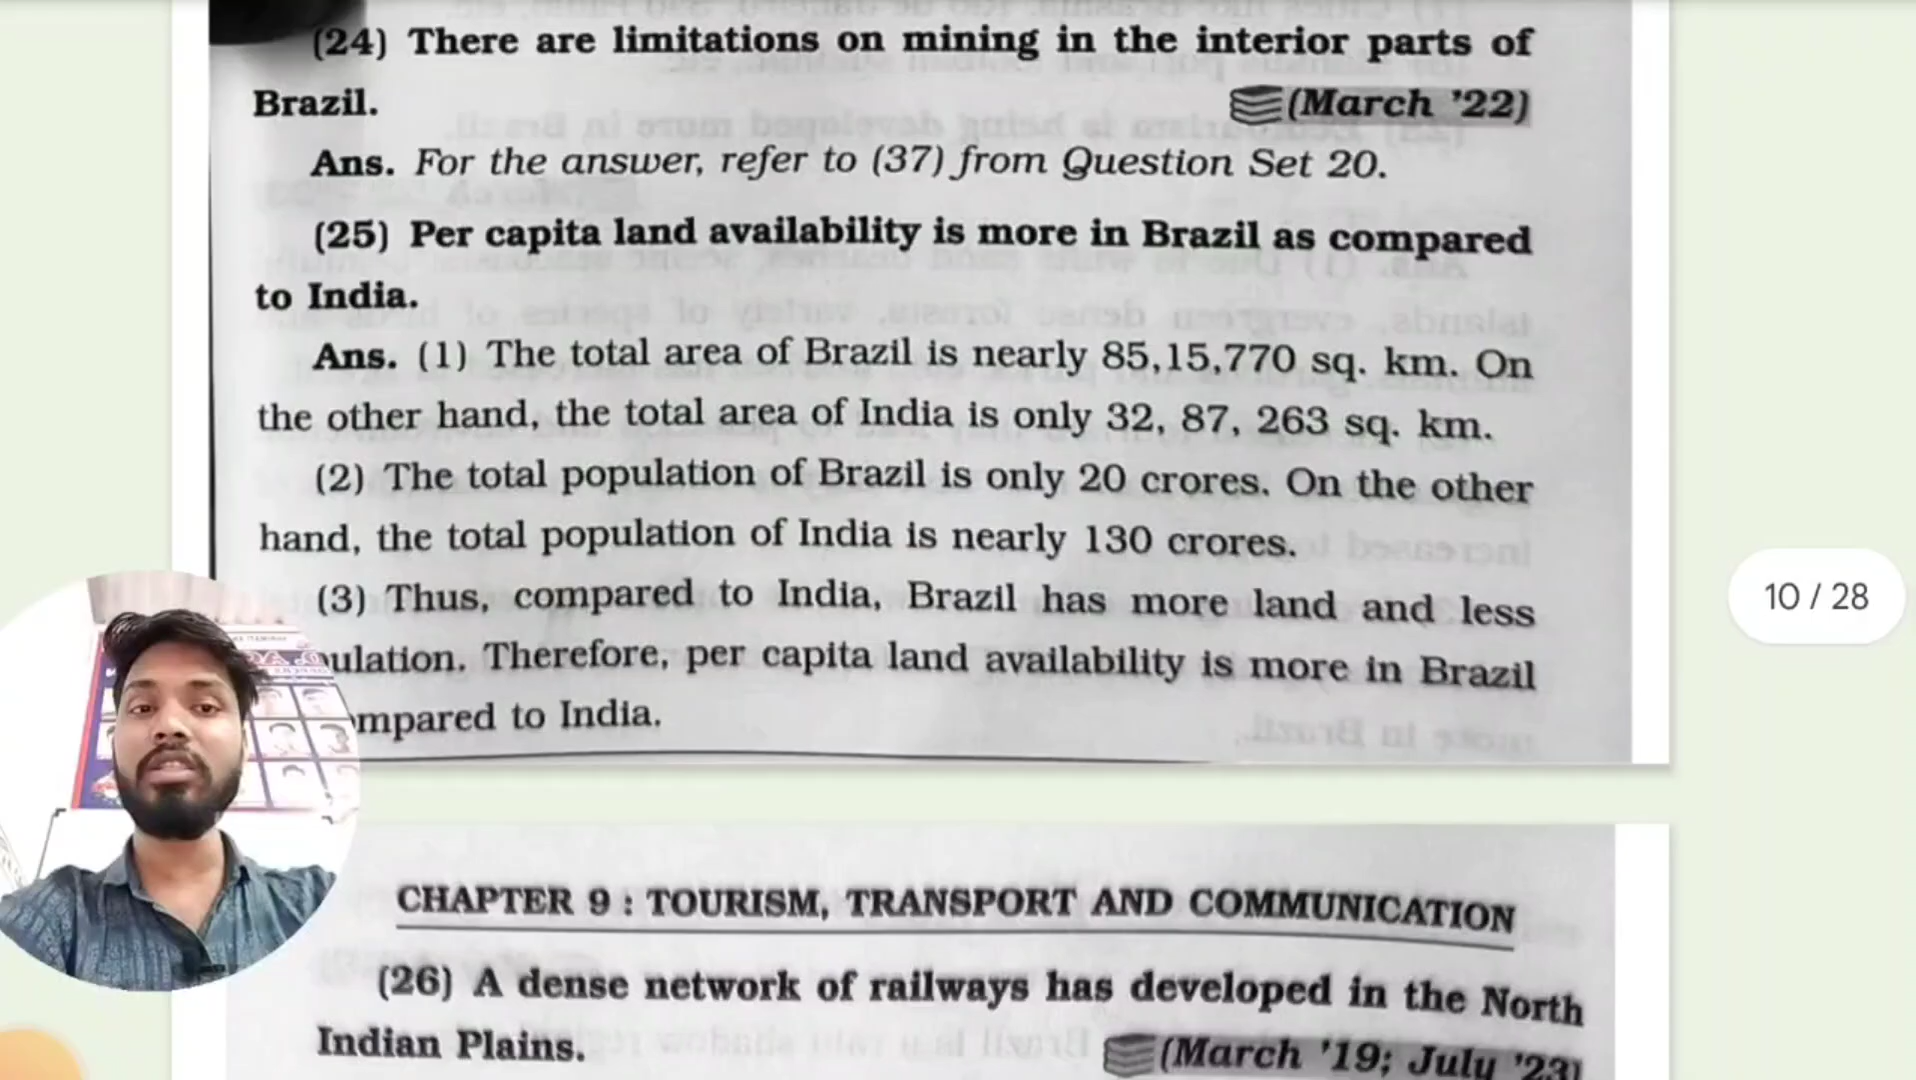 (24) There are limitations on mining in the interior parts of
Brazil. (March '22)
Ans. For the answer, refer to (37) from Question Set 20.
(25) Per capita land availability is more in Brazil as compared
to India.
Ans. (1) The total area of Brazil is nearly 85,15,770 sq. km. On
the other hand, the total area of India is only 32, 87, 263 sq. km.
(2) The total population of Brazil is only 20 crores. On the other
hand, the total population of India is nearly 130 crores.
(3) Thus, compared to India, Brazil has more land and less
ulation. Therefore, per capita land availability is more in Brazil
mpared to India.
10 / 28
CHAPTER 9 : TOURISM, TRANSPORT AND COMMUNICATION
(26) A dense network of railways has developed in the North
Indian Plains. (March '19; July '23)